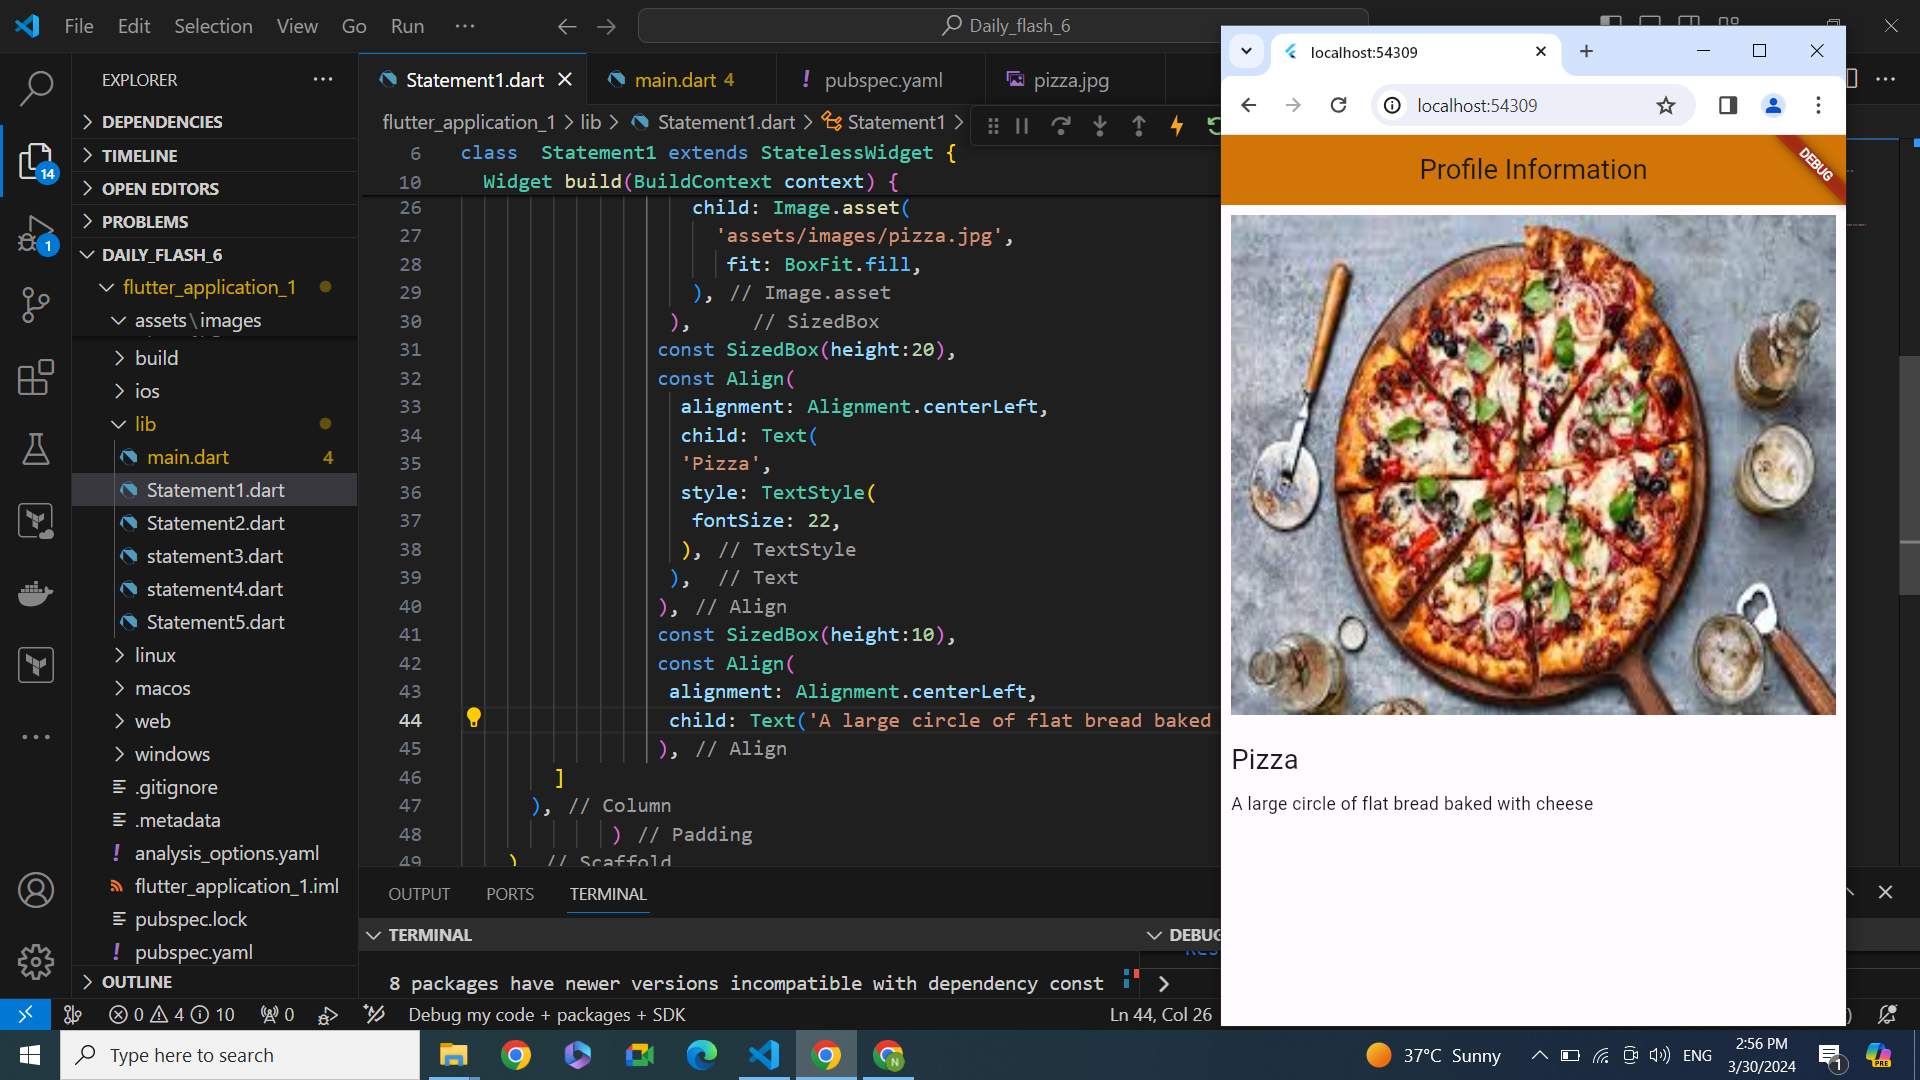 File Edit Selection View Go Run ··· Daily_flash_6
EXPLORER
DEPENDENCIES
TIMELINE
OPEN EDITORS
PROBLEMS
DAILY_FLASH_6
flutter_application_1
assets\images
build
ios
lib
main.dart 4
Statement1.dart
Statement2.dart
statement3.dart
statement4.dart
Statement5.dart
linux
macos
web
windows
.gitignore
.metadata
analysis_options.yaml
flutter_application_1.iml
pubspec.lock
pubspec.yaml
OUTLINE
14
1
Statement1.dart main.dart 4 pubspec.yaml pizza.jpg
flutter_application_1 > lib > Statement1.dart > Statement1 >
6 class Statement1 extends StatelessWidget {
10 Widget build(BuildContext context) {
26 child: Image.asset(
27 'assets/images/pizza.jpg',
28 fit: BoxFit.fill,
29 ), // Image.asset
30 ), // SizedBox
31 const SizedBox(height:20),
32 const Align(
33 alignment: Alignment.centerLeft,
34 child: Text(
35 'Pizza',
36 style: TextStyle(
37 fontSize: 22,
38 ), // TextStyle
39 ), // Text
40 ), // Align
41 const SizedBox(height:10),
42 const Align(
43 alignment: Alignment.centerLeft,
44 child: Text('A large circle of flat bread baked
45 ), // Align
46 ]
47 ), // Column
48 ) // Padding
49 ) // Scaffold
OUTPUT PORTS TERMINAL
TERMINAL
DEBUG
8 packages have newer versions incompatible with dependency const
0 4 10 0 Debug my code + packages + SDK Ln 44, Col 26
localhost:54309
localhost:54309
Profile Information
DEBUG
Pizza
A large circle of flat bread baked with cheese
Type here to search
N
37°C Sunny
ENG
2:56 PM
3/30/2024
1
PRE